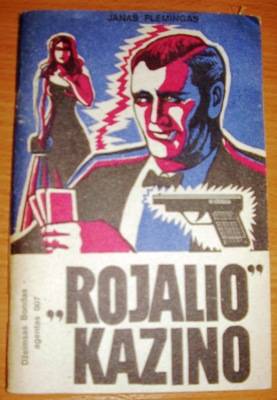 JANAS FLEMINGAS
Džeimsas Bondas -
agentas 007
„ROJALIO"
KAZINO